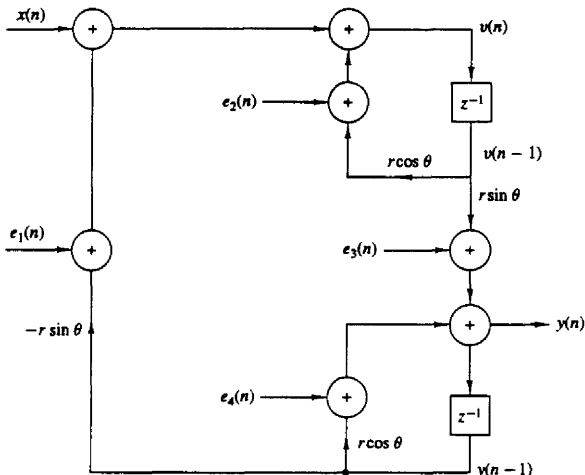 x(n)
+
+
v(n)
e₂(n)
+
z⁻¹
r cos θ
v(n − 1)
r sin θ
e₁(n)
+
e₃(n)
+
−r sin θ
+
y(n)
e₄(n)
+
z⁻¹
r cos θ
y(n − 1)